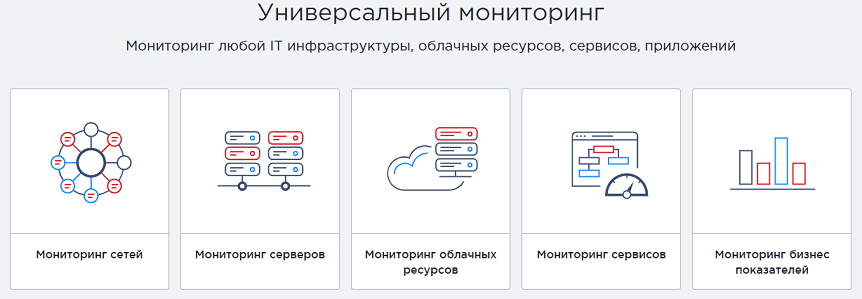 Универсальный мониторинг
Мониторинг любой IT инфраструктуры, облачных ресурсов, сервисов, приложений
Мониторинг сетей
Мониторинг серверов
Мониторинг облачных
ресурсов
Мониторинг сервисов
Мониторинг бизнес
показателей